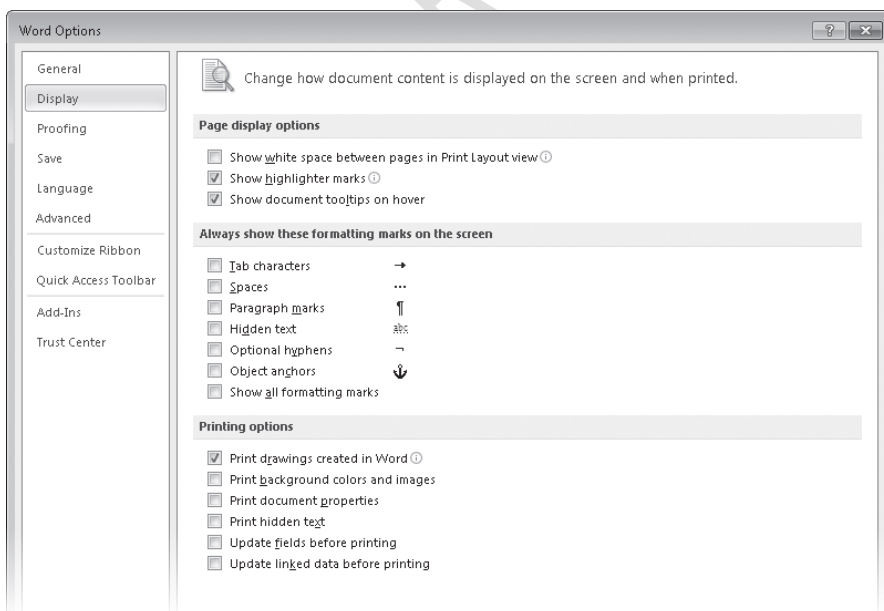 Word Options
General
Display
Proofing
Save
Language
Advanced
Customize Ribbon
Quick Access Toolbar
Add-Ins
Trust Center
Change how document content is displayed on the screen and when printed.
Page display options
Show white space between pages in Print Layout view
Show highlighter marks
Show document tooltips on hover
Always show these formatting marks on the screen
Tab characters →
Spaces ...
Paragraph marks ¶
Hidden text abc
Optional hyphens ¬
Object anchors
Show all formatting marks
Printing options
Print drawings created in Word
Print background colors and images
Print document properties
Print hidden text
Update fields before printing
Update linked data before printing